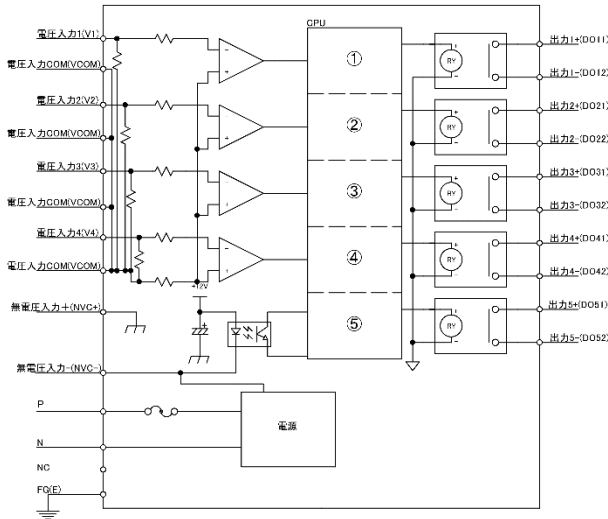 CPU
電圧入力1(V1)
電圧入力COM(VCOM)
電圧入力2(V2)
電圧入力COM(VCOM)
電圧入力3(V3)
電圧入力COM(VCOM)
電圧入力4(V4)
電圧入力COM(VCOM)
無電圧入力+(NVC+)
無電圧入力-(NVC-)
P
N
NC
FG(E)
-
+
-
+
-
+
-
+
+12V
+
電源
①
②
③
④
⑤
+
RY
-
+
RY
-
+
RY
-
+
RY
-
+
RY
-
出力1+(DO11)
出力1-(DO12)
出力2+(DO21)
出力2-(DO22)
出力3+(DO31)
出力3-(DO32)
出力4+(DO41)
出力4-(DO42)
出力5+(DO51)
出力5-(DO52)